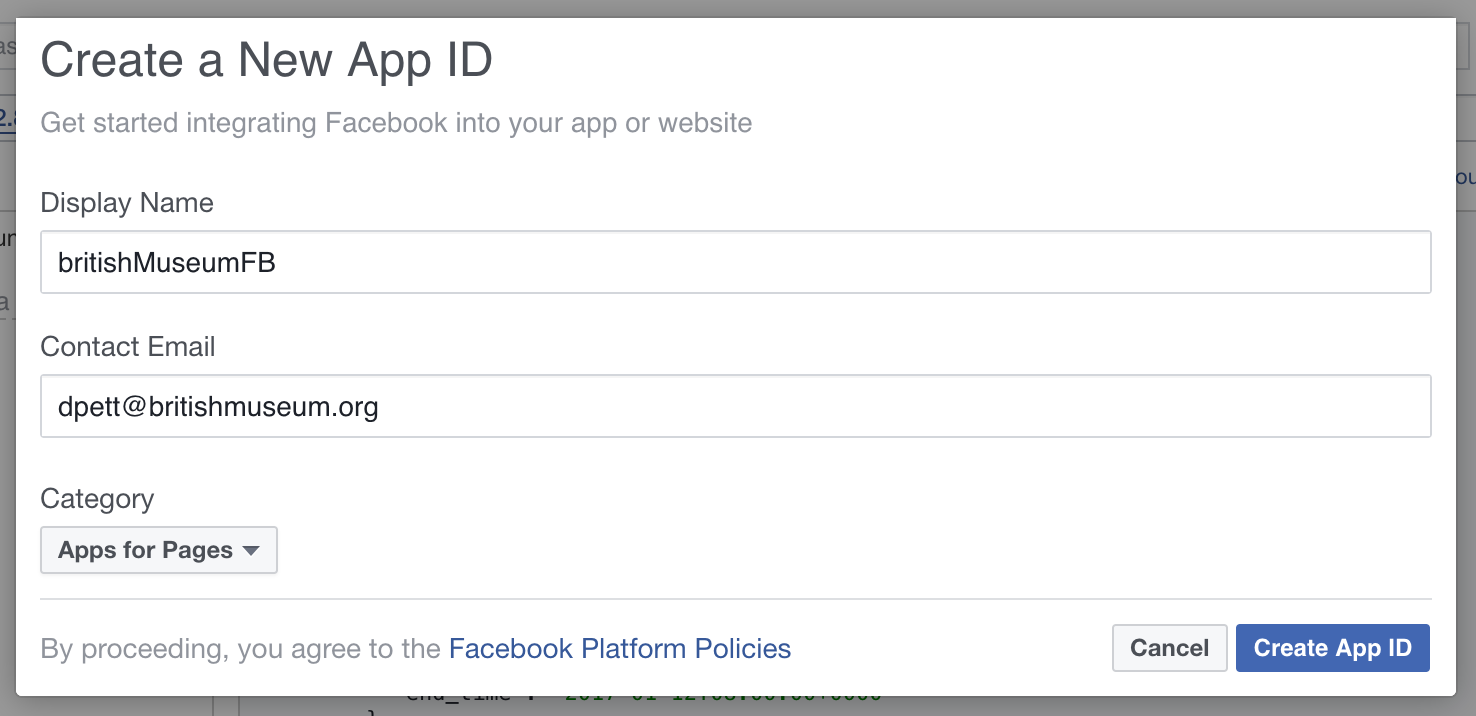 Create a New App ID
Get started integrating Facebook into your app or website
Display Name
britishMuseumFB
Contact Email
dpett@britishmuseum.org
Category
Apps for Pages
By proceeding, you agree to the Facebook Platform Policies
Cancel
Create App ID